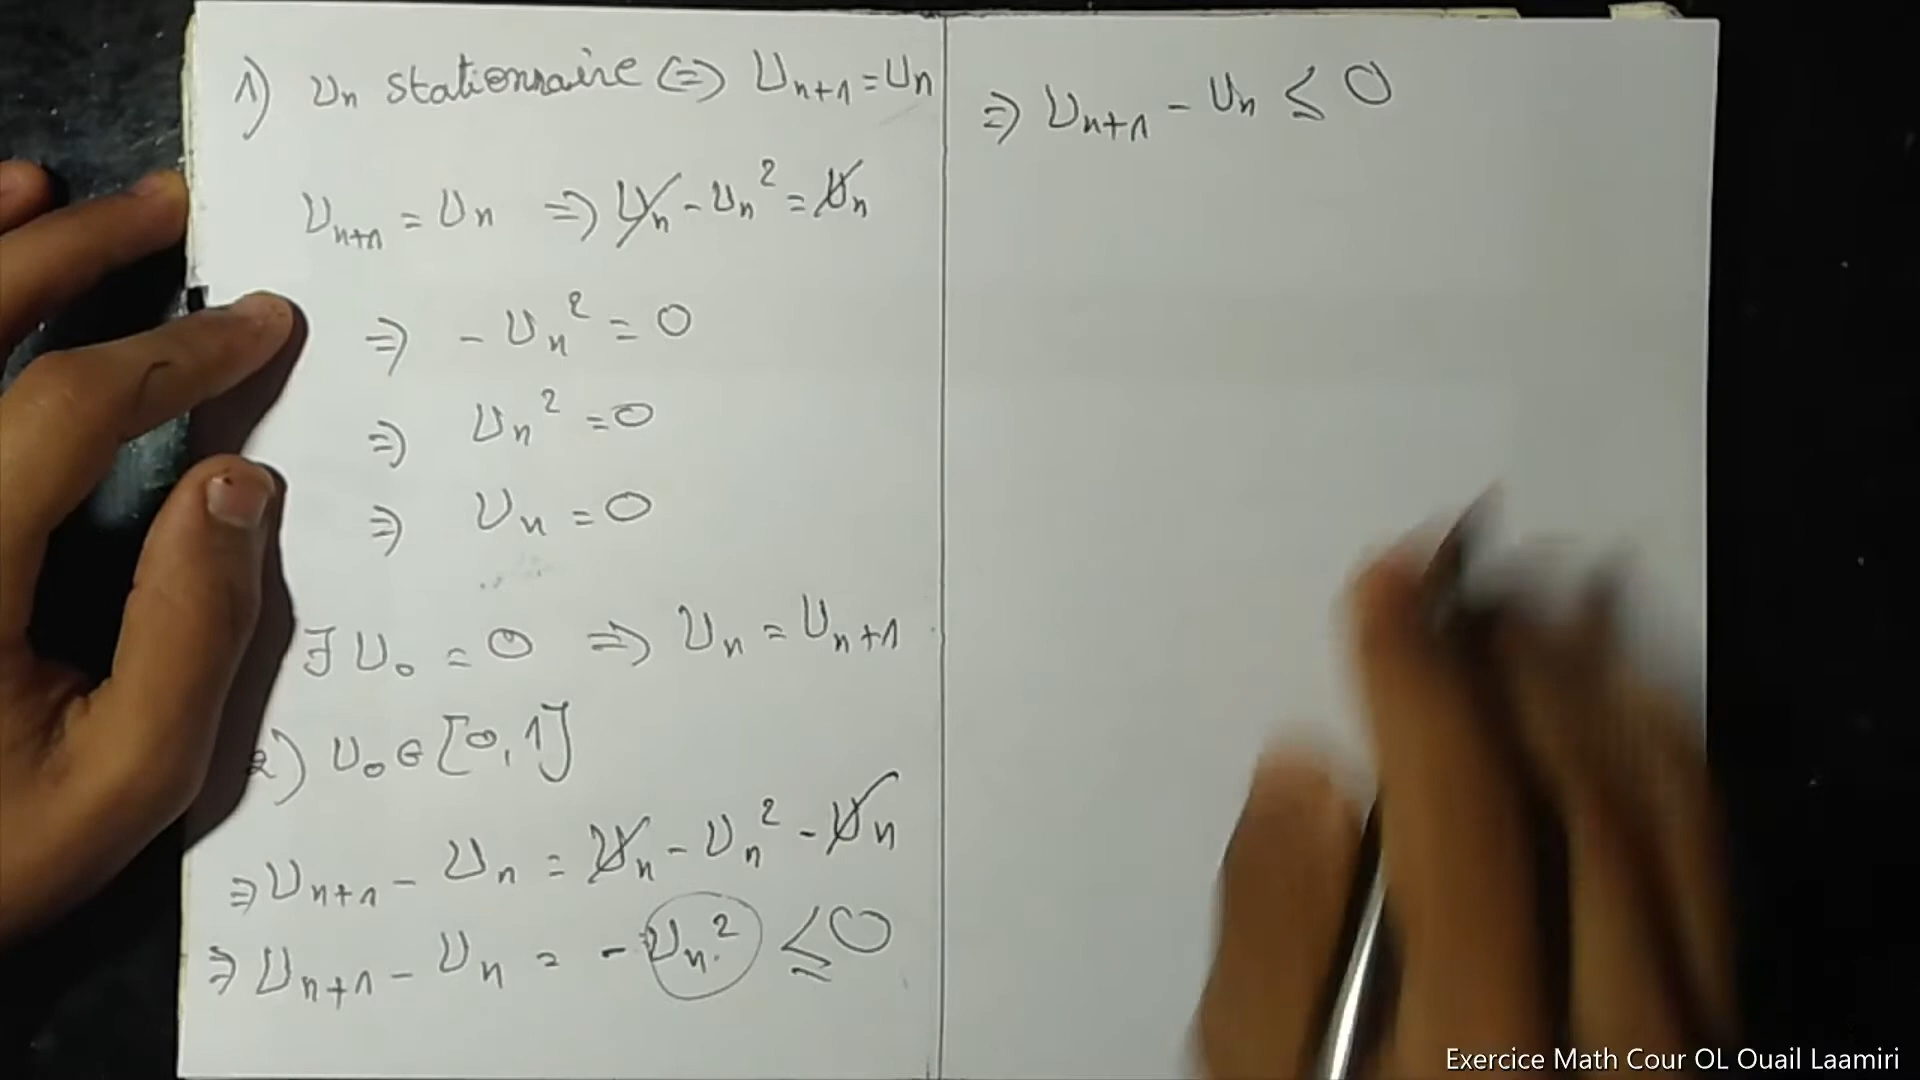 1) Un stationnaire <=> Un+1 = Un
Un+1 = Un => Un - Un² = Un
=> - Un² = 0
=> Un² = 0
=> Un = 0
∃ U0 = 0 => Un = Un+1
2) U0 ∈ [0, 1]
=> Un+1 - Un = Un - Un² - Un
=> Un+1 - Un = - Un² ≤ 0
=> Un+1 - Un ≤ 0
Exercice Math Cour OL Ouail Laamiri